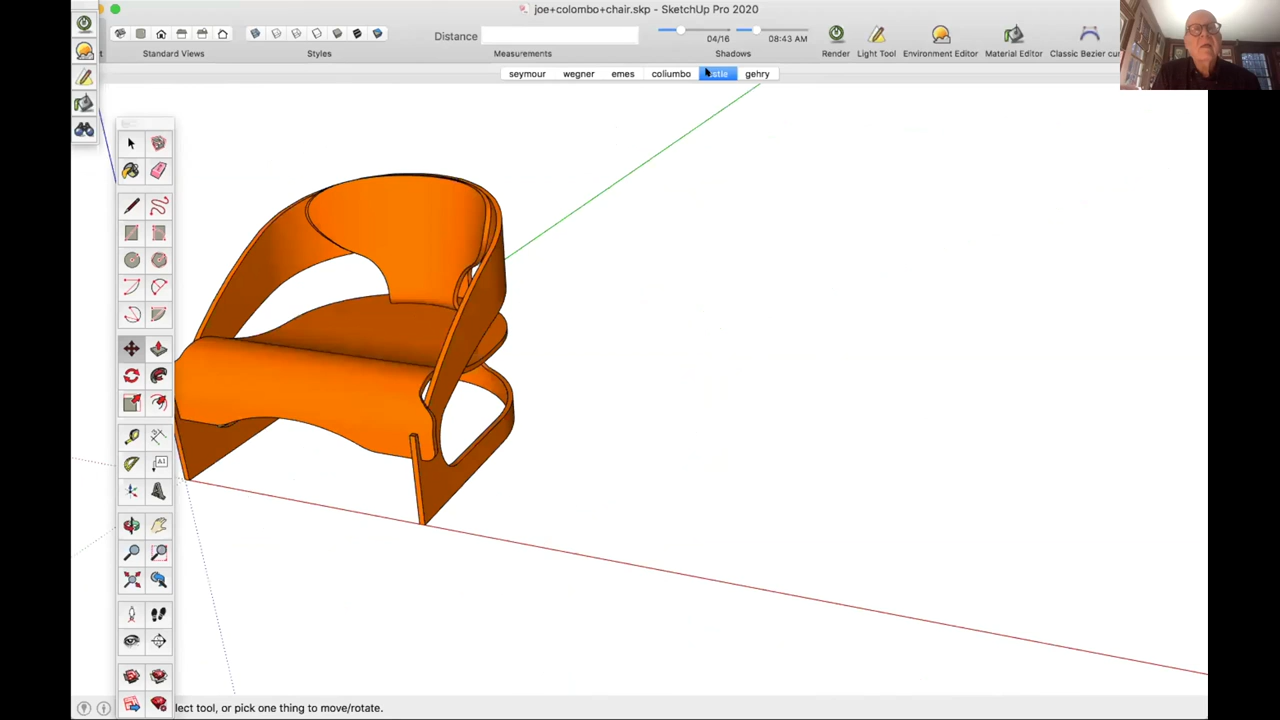 joe+colombo+chair.skp - SketchUp Pro 2020
Distance
04/16
08:43 AM
Standard Views
Styles
Measurements
Shadows
Render
Light Tool
Environment Editor
Material Editor
Classic Bezier cur
seymour
wegner
emes
coliumbo
gehry
lect tool, or pick one thing to move/rotate.